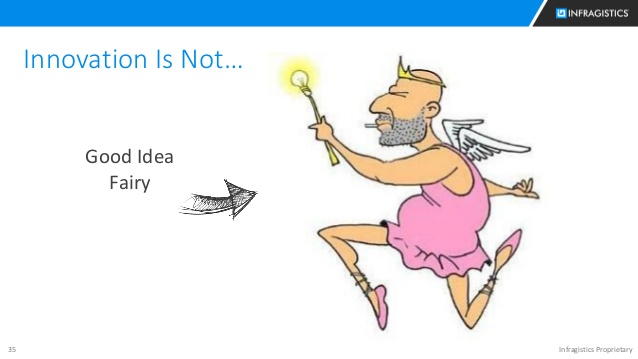 INFRAGISTICS
Innovation Is Not…
Good Idea
Fairy
35
Infragistics Proprietary